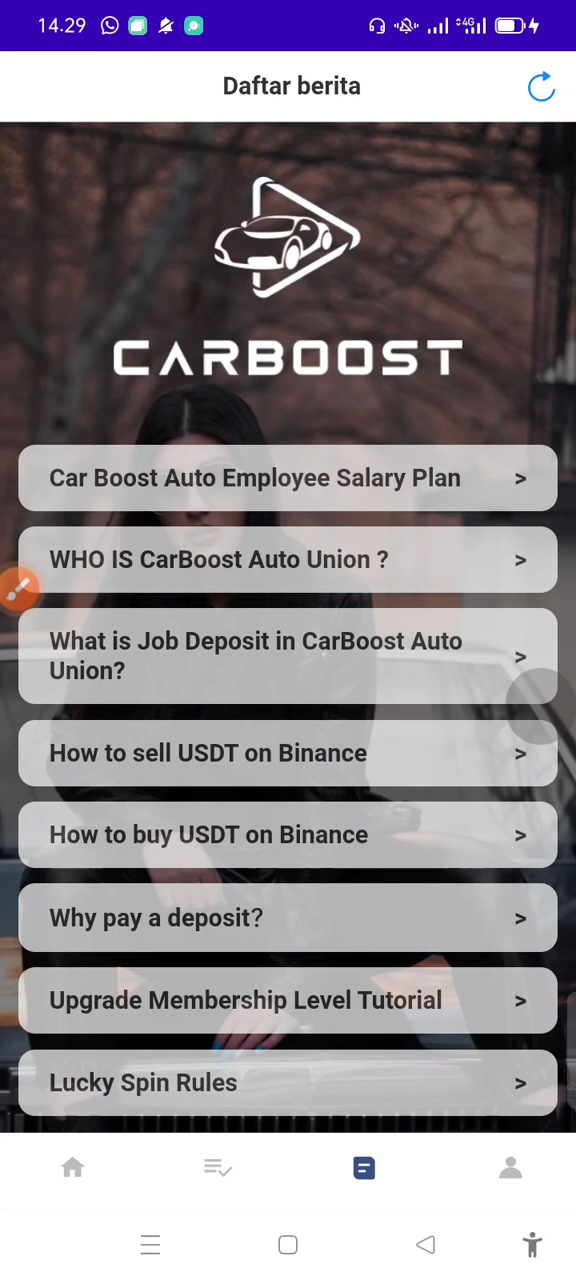 14.29
4G
Daftar berita
CARBOOST
Car Boost Auto Employee Salary Plan >
WHO IS CarBoost Auto Union ? >
What is Job Deposit in CarBoost Auto
Union? >
How to sell USDT on Binance >
How to buy USDT on Binance >
Why pay a deposit? >
Upgrade Membership Level Tutorial >
Lucky Spin Rules >